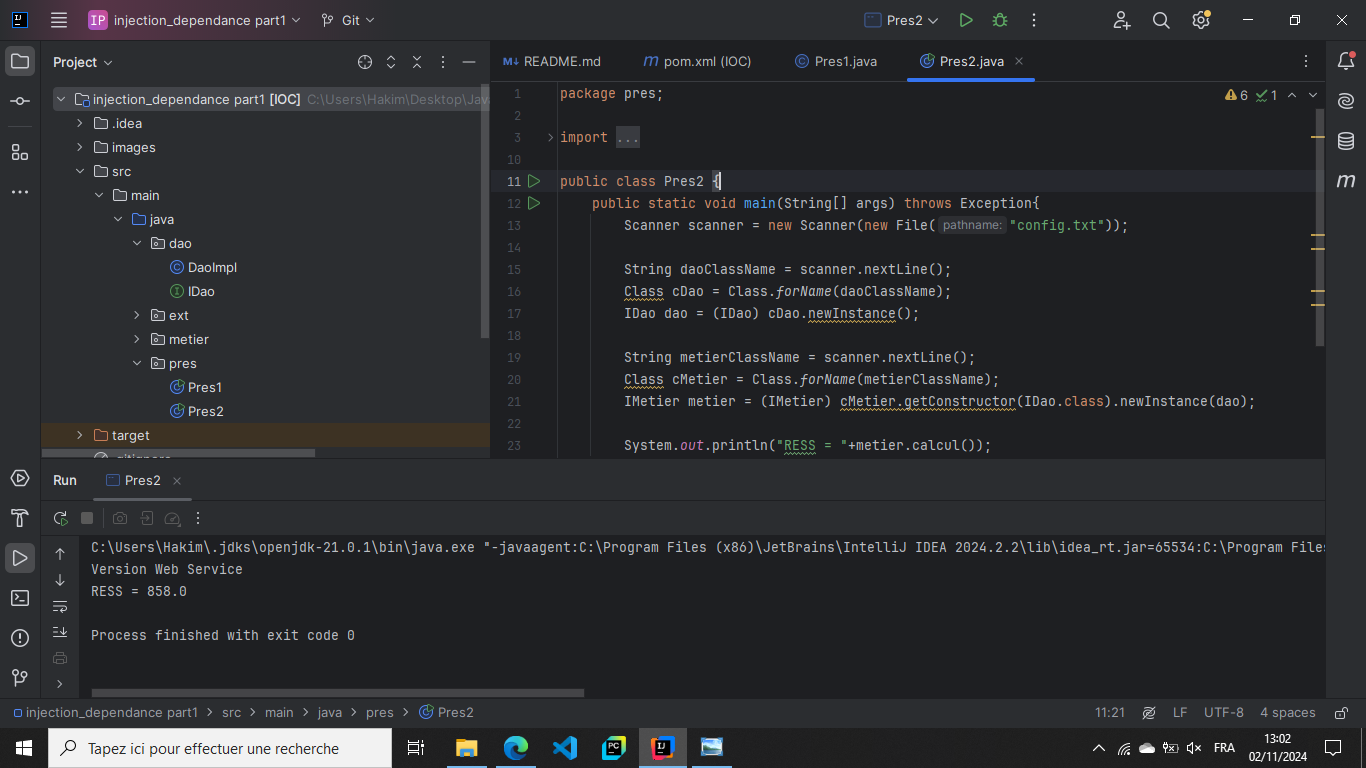 IP injection_dependance part1 Git Pres2
Project
README.md
pom.xml (IOC)
Pres1.java
Pres2.java
injection_dependance part1 [IOC] C:\Users\Hakim\Desktop\Jav
.idea
images
src
main
java
dao
DaoImpl
IDao
ext
metier
pres
Pres1
Pres2
target
6 1
1 package pres;
2
3 import ...
10
11 public class Pres2 {
12 public static void main(String[] args) throws Exception{
13 Scanner scanner = new Scanner(new File( pathname: "config.txt"));
14
15 String daoClassName = scanner.nextLine();
16 Class cDao = Class.forName(daoClassName);
17 IDao dao = (IDao) cDao.newInstance();
18
19 String metierClassName = scanner.nextLine();
20 Class cMetier = Class.forName(metierClassName);
21 IMetier metier = (IMetier) cMetier.getConstructor(IDao.class).newInstance(dao);
22
23 System.out.println("RESS = "+metier.calcul());
Run Pres2
C:\Users\Hakim\.jdks\openjdk-21.0.1\bin\java.exe "-javaagent:C:\Program Files (x86)\JetBrains\IntelliJ IDEA 2024.2.2\lib\idea_rt.jar=65534:C:\Program Files
Version Web Service
RESS = 858.0
Process finished with exit code 0
injection_dependance part1 > src > main > java > pres > Pres2 11:21 LF UTF-8 4 spaces
Tapez ici pour effectuer une recherche
FRA
13:02
02/11/2024